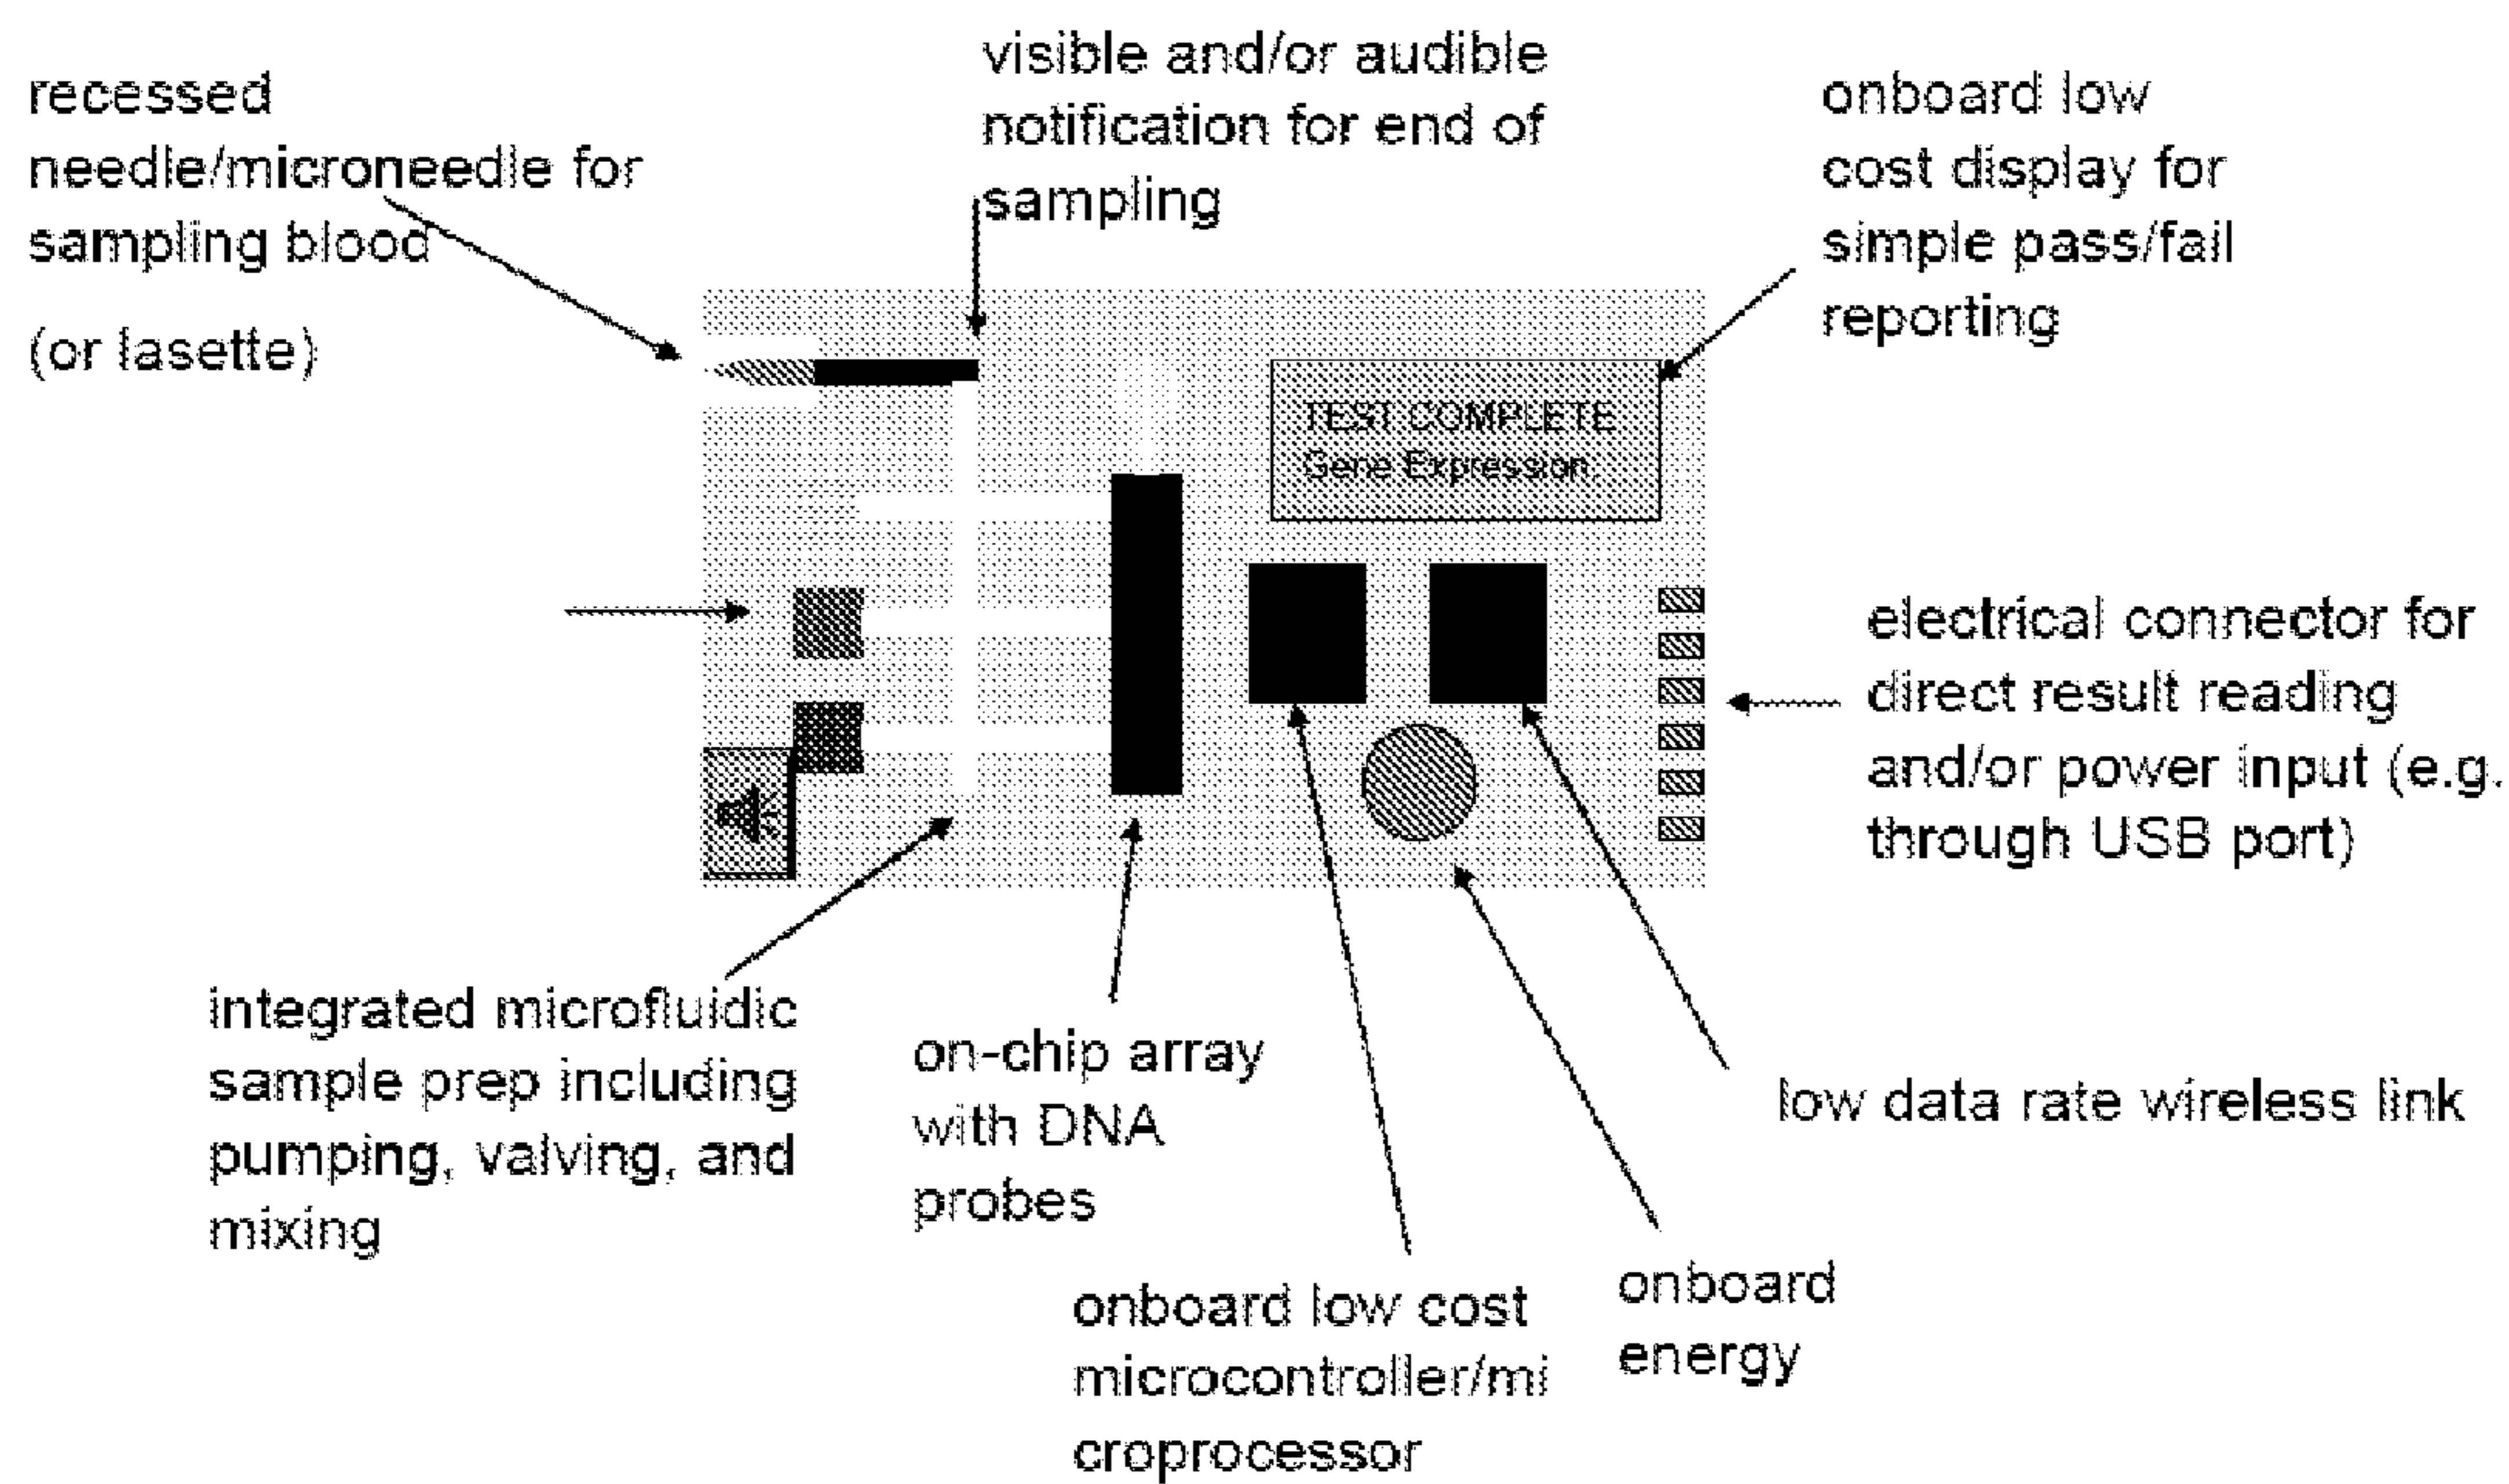 recessed
needle/microneedle for
sampling blood
(or lasette)
visible and/or audible
notification for end of
sampling
onboard low
cost display for
simple pass/fail
reporting
TEST COMPLETE
Gene Expression
electrical connector for
direct result reading
and/or power input (e.g.
through USB port)
integrated microfluidic
sample prep including
pumping, valving, and
mixing
on-chip array
with DNA
probes
onboard low cost
microcontroller/mi
croprocessor
onboard
energy
low data rate wireless link